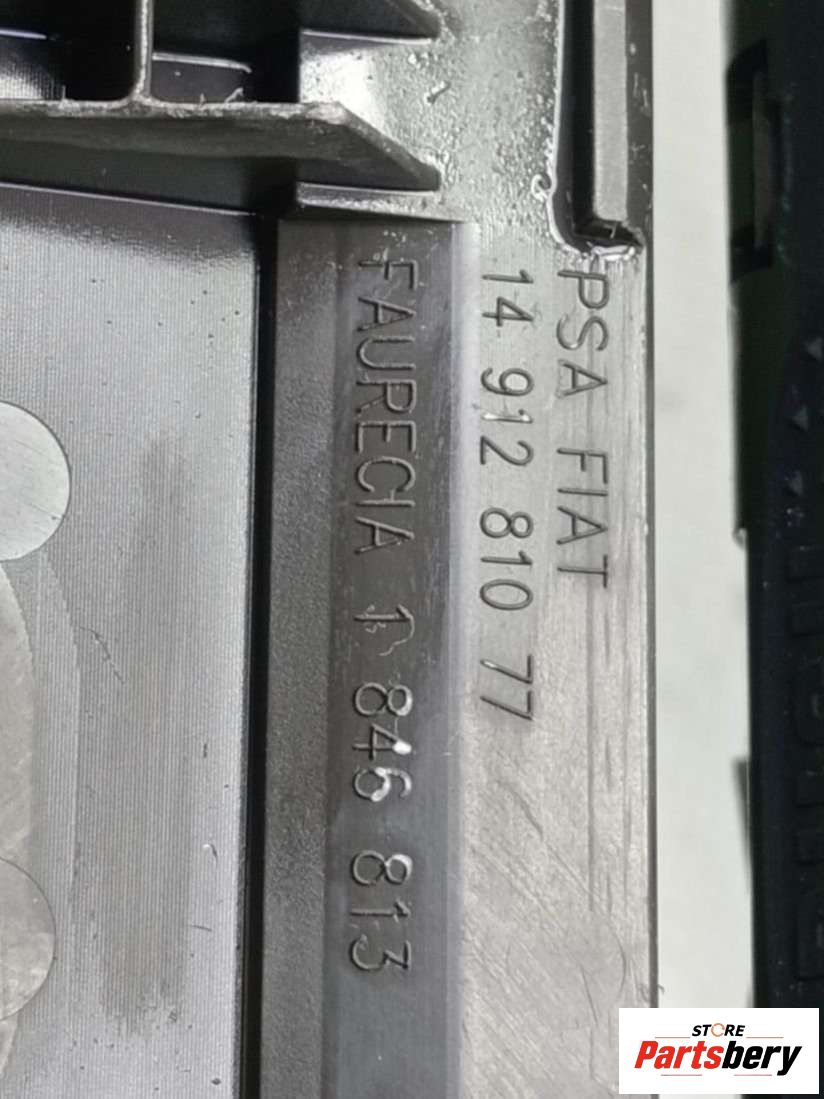 PSA FIAT
14 912 810 77
FAURECIA 1 846 813
STORE
Partsbery